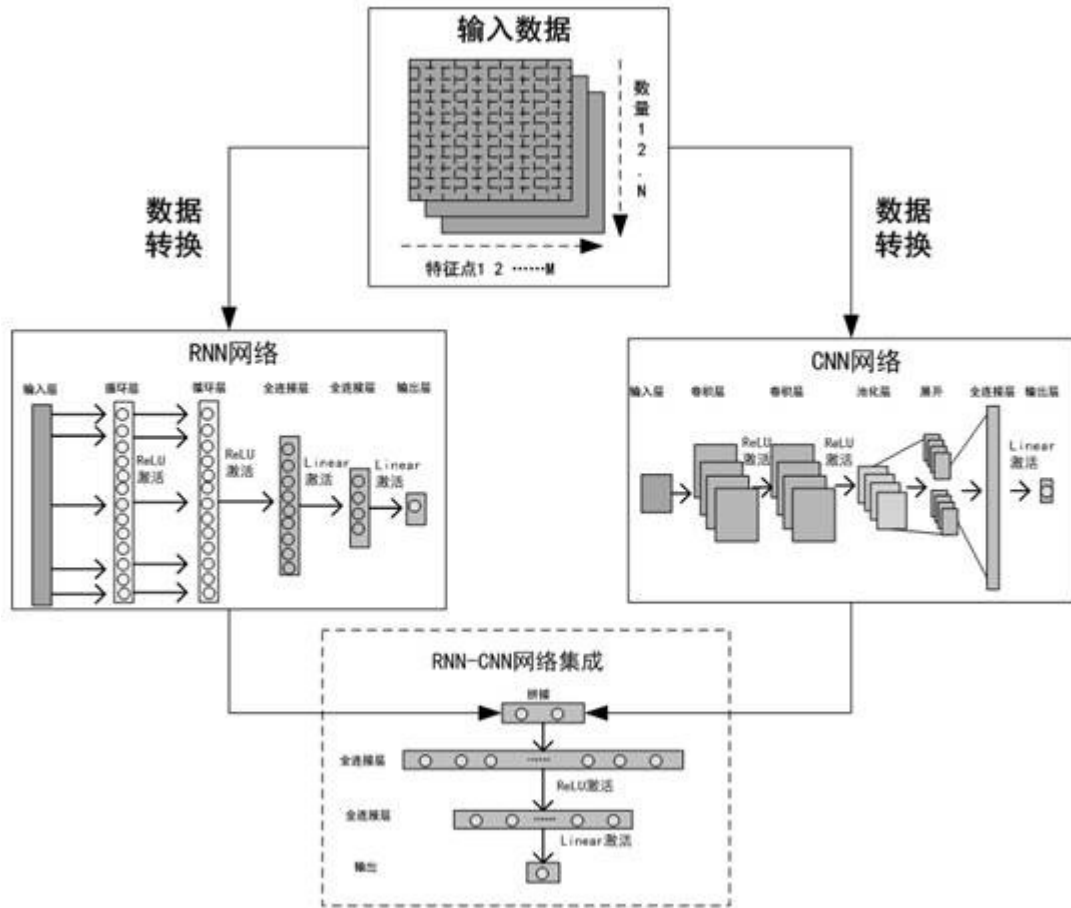 输入数据
数
量
1
2
.
N
特征点1 2 ……M
数据
转换
数据
转换
RNN网络
输入层 循环层 循环层 全连接层 全连接层 输出层
ReLU
激活
ReLU
激活
Linear
激活
Linear
激活
CNN网络
输入层 卷积层 卷积层 池化层 展开 全连接层 输出层
ReLU
激活
ReLU
激活
Linear
激活
RNN-CNN网络集成
拼接
全连接层
……
ReLU激活
全连接层
……
Linear激活
输出